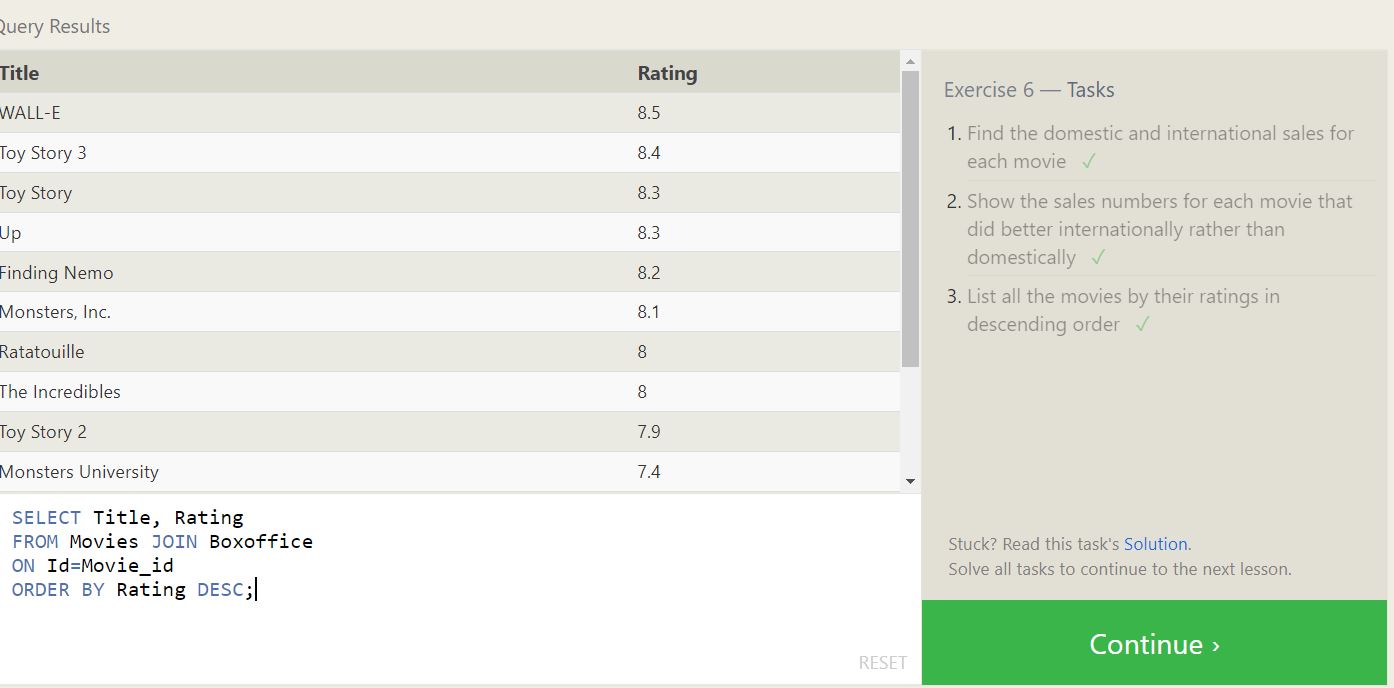 Query Results
Title Rating
WALL-E 8.5
Toy Story 3 8.4
Toy Story 8.3
Up 8.3
Finding Nemo 8.2
Monsters, Inc. 8.1
Ratatouille 8
The Incredibles 8
Toy Story 2 7.9
Monsters University 7.4
SELECT Title, Rating
FROM Movies JOIN Boxoffice
ON Id=Movie_id
ORDER BY Rating DESC;
RESET
Exercise 6 — Tasks
1. Find the domestic and international sales for
each movie ✓
2. Show the sales numbers for each movie that
did better internationally rather than
domestically ✓
3. List all the movies by their ratings in
descending order ✓
Stuck? Read this task's Solution.
Solve all tasks to continue to the next lesson.
Continue ›